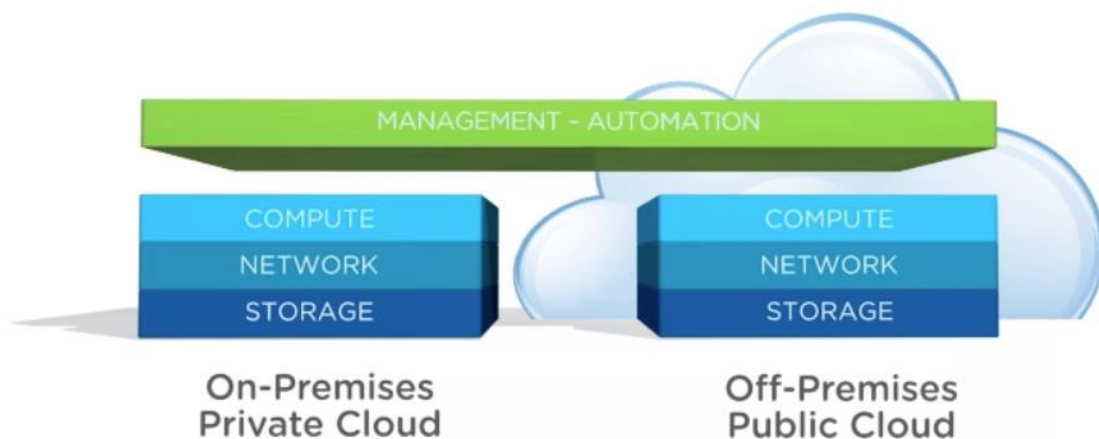 MANAGEMENT – AUTOMATION
COMPUTE
NETWORK
STORAGE
On-Premises
Private Cloud
COMPUTE
NETWORK
STORAGE
Off-Premises
Public Cloud